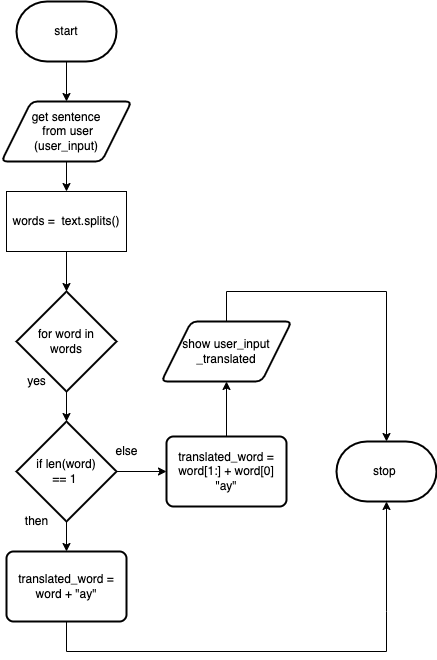 start
get sentence
from user
(user_input)
words =  text.splits()
for word in
words
yes
if len(word)
== 1
else
then
translated_word =
word + "ay"
translated_word =
word[1:] + word[0]
"ay"
show user_input
_translated
stop